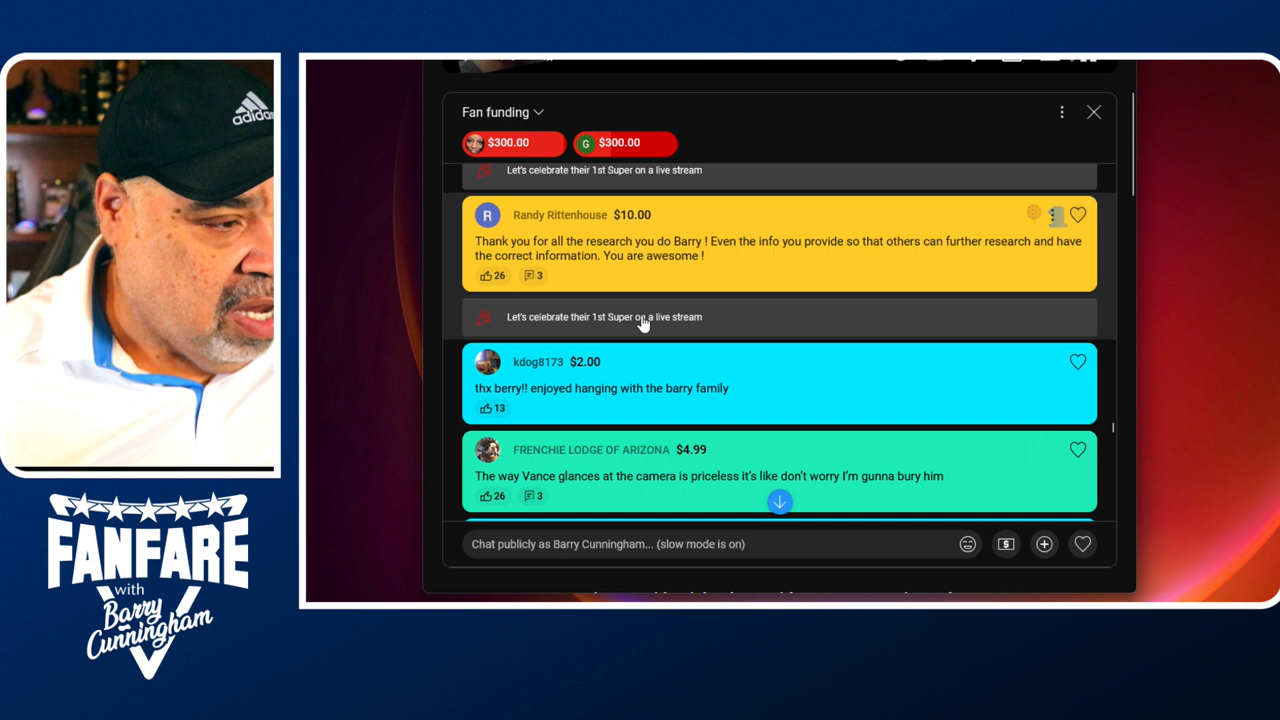 adidas
Fan funding
$300.00
G $300.00
Let's celebrate their 1st Super on a live stream
R Randy Rittenhouse $10.00
Thank you for all the research you do Barry ! Even the info you provide so that others can further research and have
the correct information. You are awesome !
26 3
Let's celebrate their 1st Super on a live stream
kdog8173 $2.00
thx berry!! enjoyed hanging with the barry family
13
FRENCHIE LODGE OF ARIZONA $4.99
The way Vance glances at the camera is priceless it's like don't worry I'm gunna bury him
26 3
Chat publicly as Barry Cunningham... (slow mode is on)
FANFARE
with
Barry
Cunningham